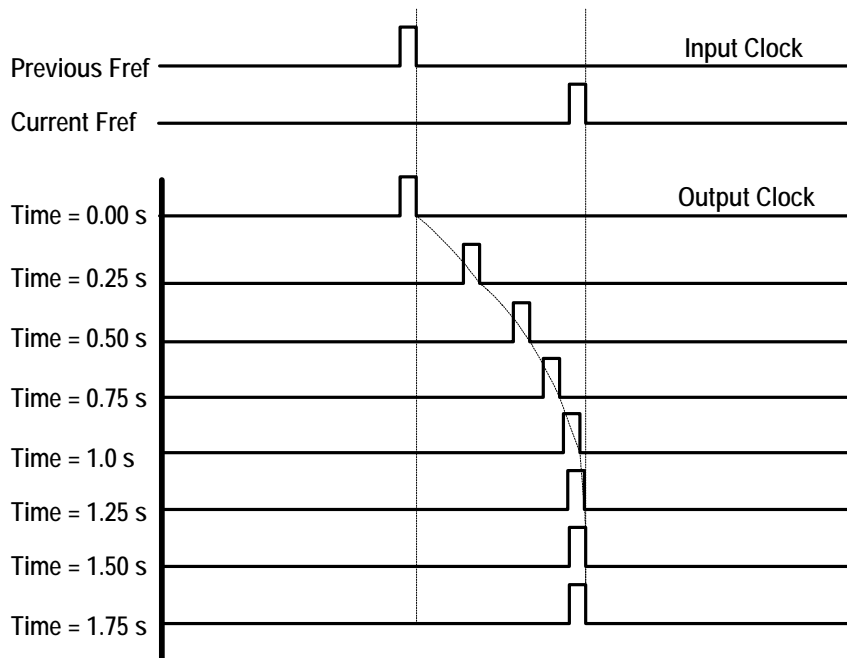 Input Clock
Previous Fref
Current Fref
Output Clock
Time = 0.00 s
Time = 0.25 s
Time = 0.50 s
Time = 0.75 s
Time = 1.0 s
Time = 1.25 s
Time = 1.50 s
Time = 1.75 s